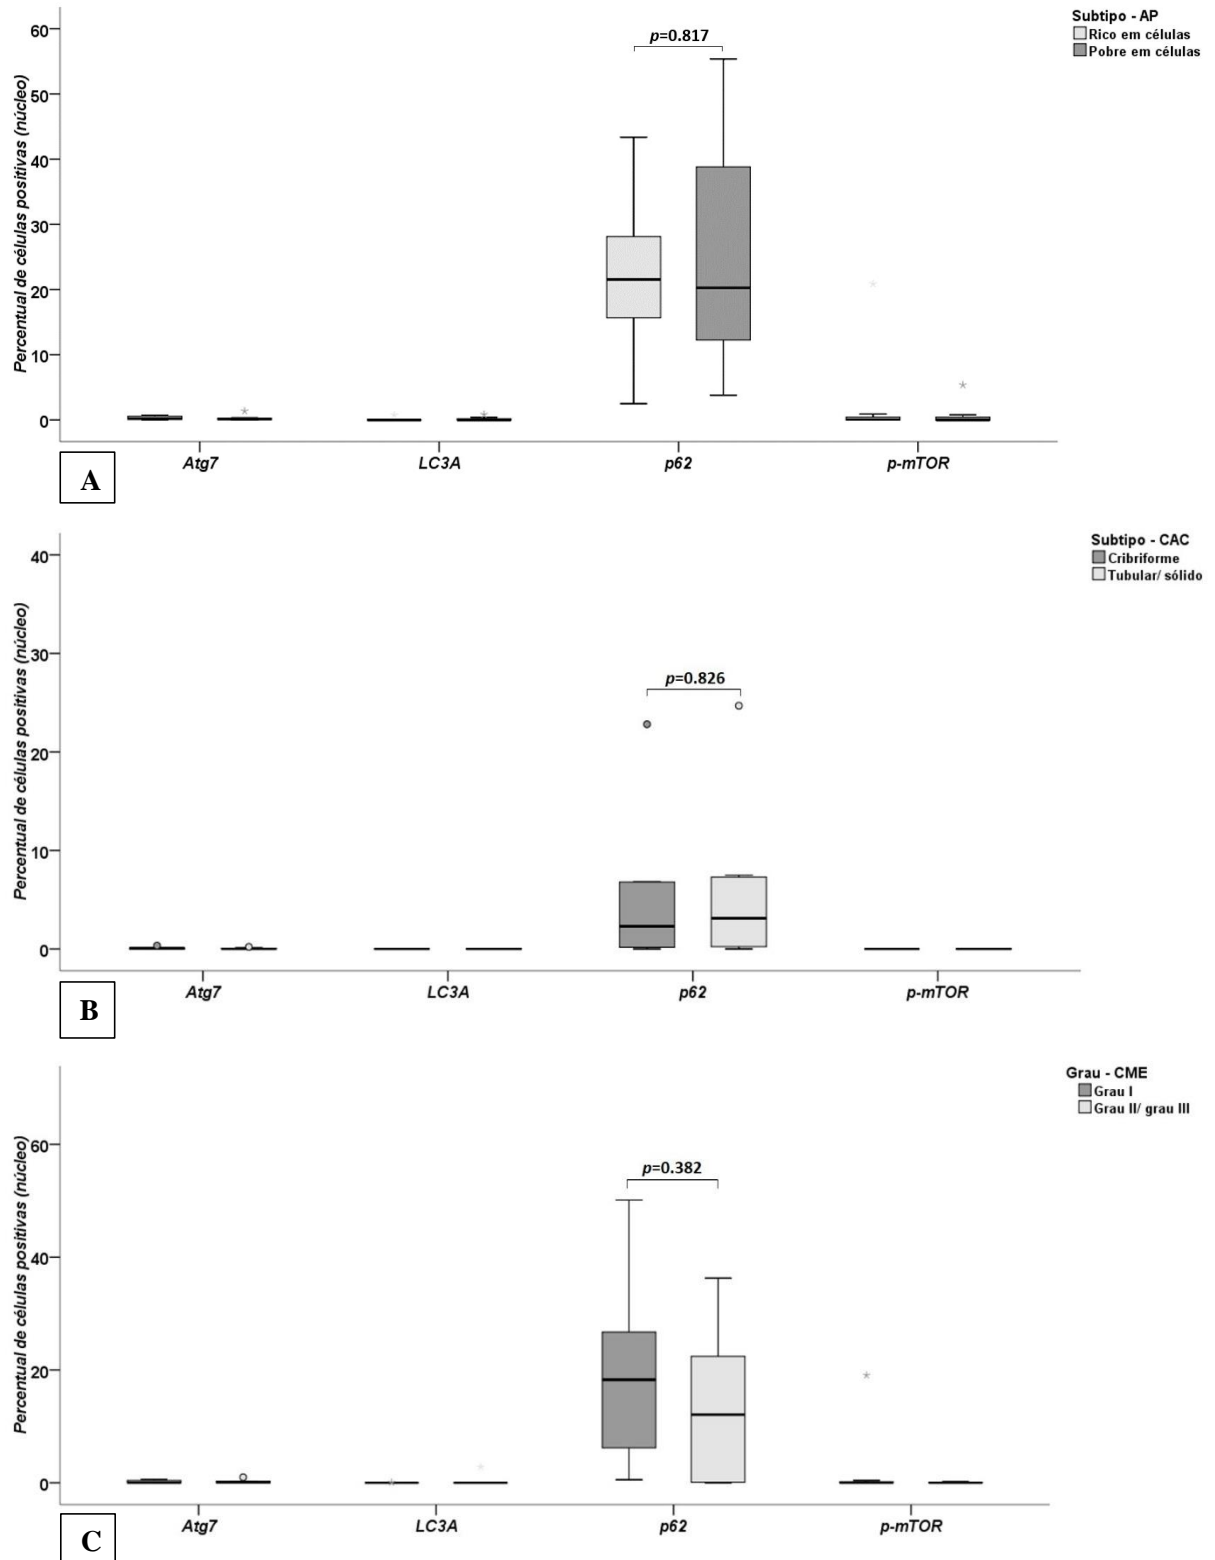 Subtipo - AP
Rico em células
Pobre em células
Percentual de células positivas (núcleo)
60
50
40
30
20
10
0
p=0.817
Atg7
LC3A
p62
p-mTOR
A
Subtipo - CAC
Cribriforme
Tubular/ sólido
Percentual de células positivas (núcleo)
40
30
20
10
0
p=0.826
Atg7
LC3A
p62
p-mTOR
B
Grau - CME
Grau I
Grau II/ grau III
Percentual de células positivas (núcleo)
60
40
20
0
p=0.382
Atg7
LC3A
p62
p-mTOR
C